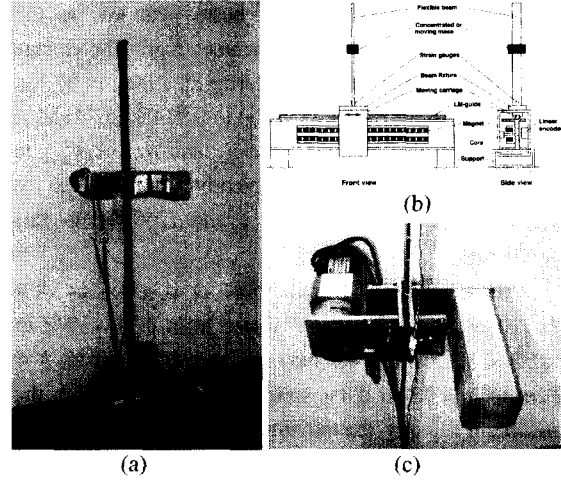 Flexible beam
Concentrated or
moving mass
Strain gauges
Beam fixture
Moving carriage
LM-guide
Magnet
Core
Support
Linear
encoder
Front view
Side view
(b)
(a)
(c)